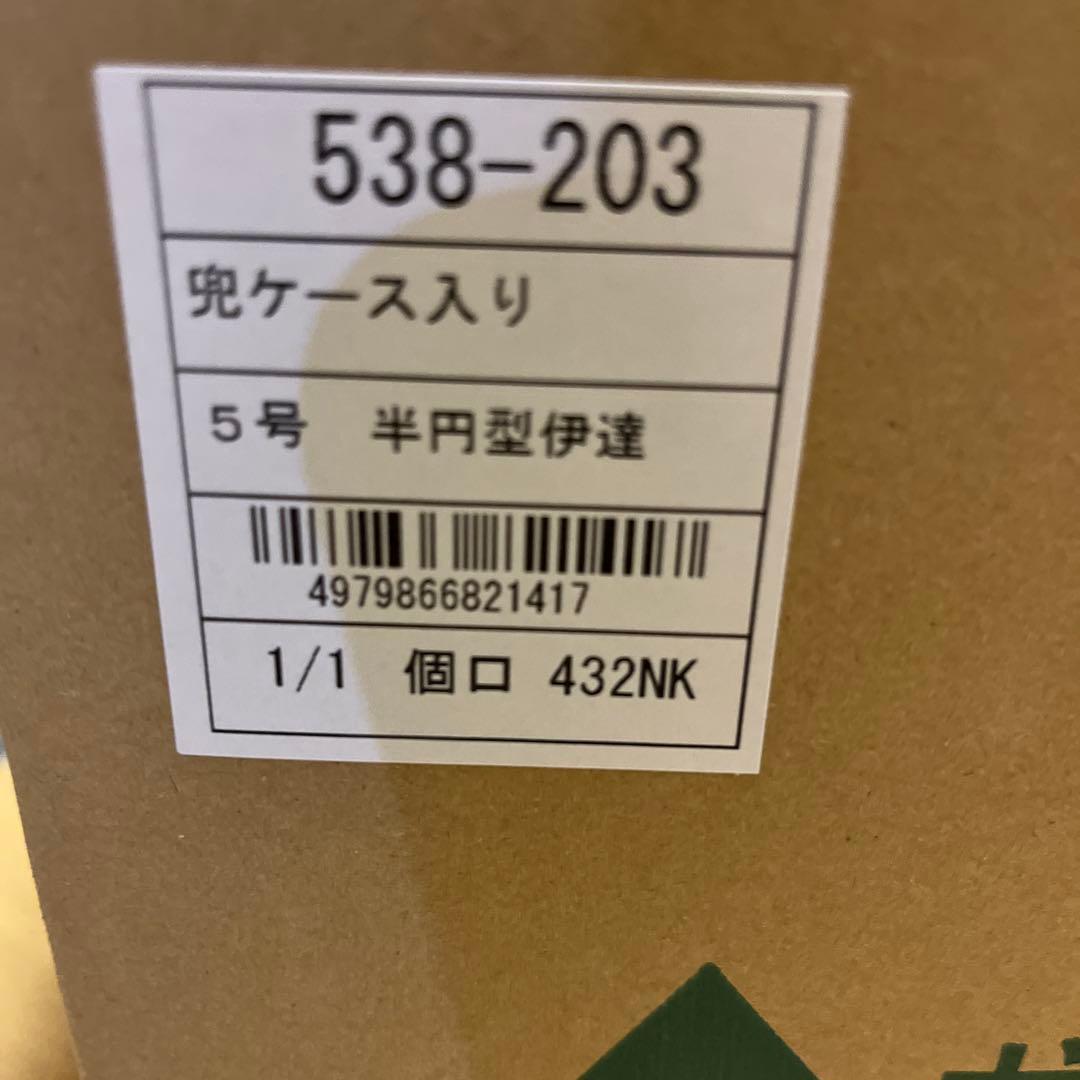 538-203
兜ケース入り
5号　半円型伊達
4979866821417
1/1　個口 432NK